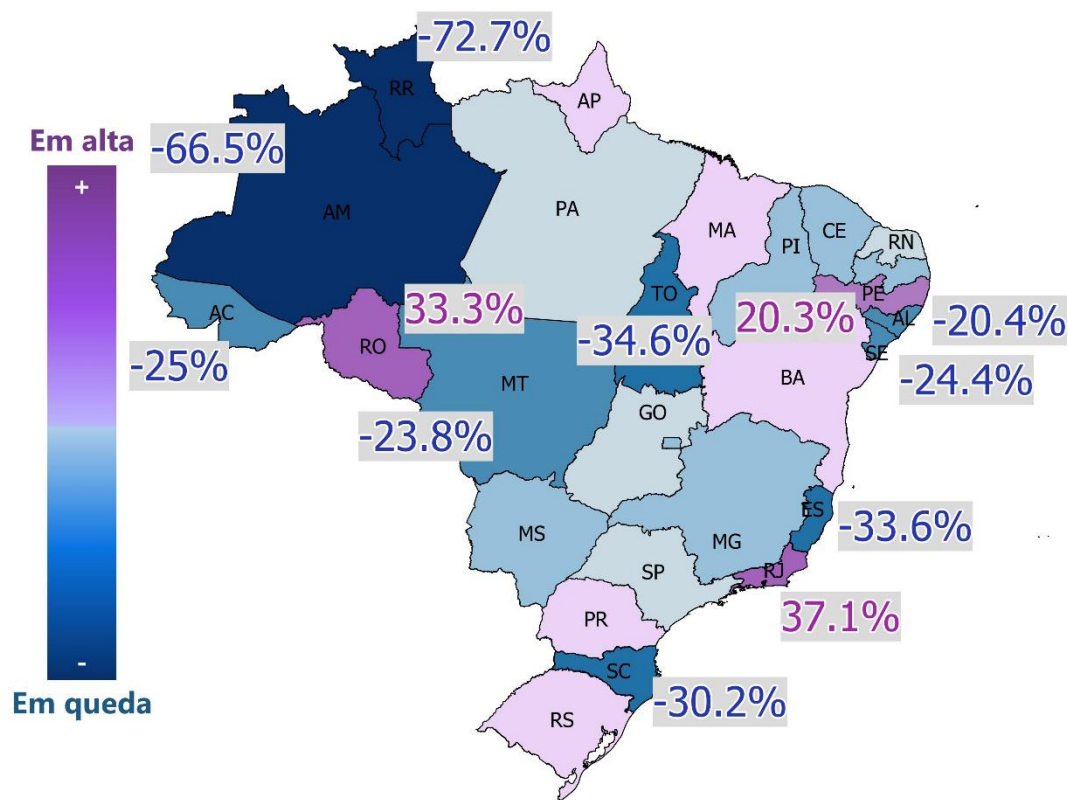 -72.7%
RR
AP
Em alta
-66.5%
+
AM
PA
MA
PI
CE
RN
PE
TO
AC
33.3%
20.3%
AL
-20.4%
RO
-34.6%
SE
-25%
MT
BA
-24.4%
GO
-23.8%
ES
-33.6%
MS
MG
SP
RJ
PR
37.1%
-
SC
Em queda
-30.2%
RS